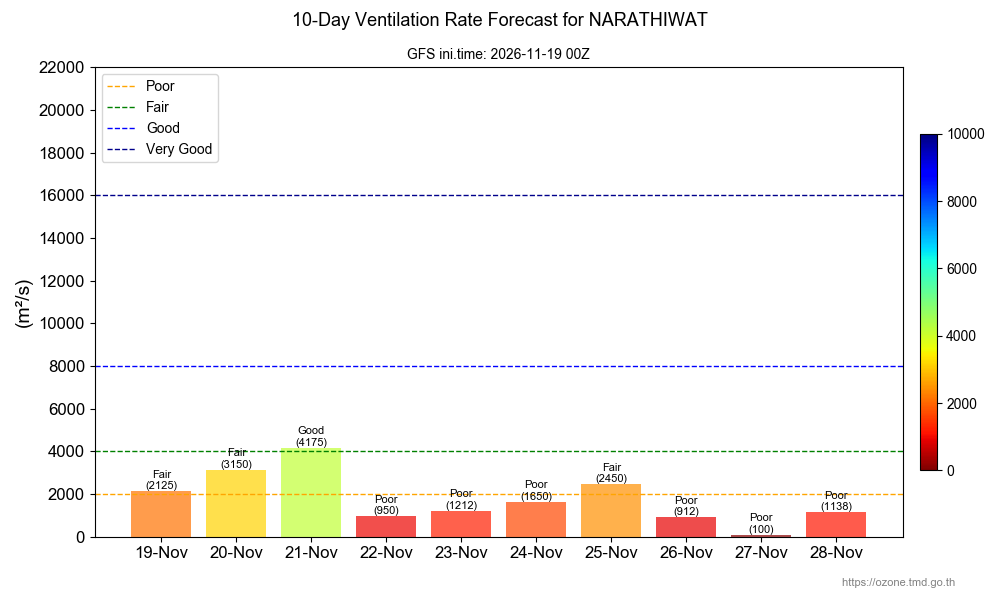 10-Day Ventilation Rate Forecast for NARATHIWAT
GFS ini.time: 2026-11-19 00Z
(m²/s)
22000
20000
18000
16000
14000
12000
10000
8000
6000
4000
2000
0
Poor
Fair
Good
Very Good
Fair
(2125)
Fair
(3150)
Good
(4175)
Poor
(950)
Poor
(1212)
Poor
(1650)
Fair
(2450)
Poor
(912)
Poor
(100)
Poor
(1138)
19-Nov 20-Nov 21-Nov 22-Nov 23-Nov 24-Nov 25-Nov 26-Nov 27-Nov 28-Nov
10000
8000
6000
4000
2000
0
https://ozone.tmd.go.th